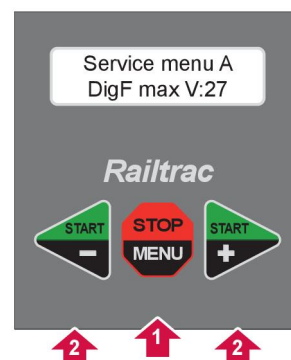 Service menu A
DigF max V:27
Railtrac
START STOP START
- MENU +
2 1 2